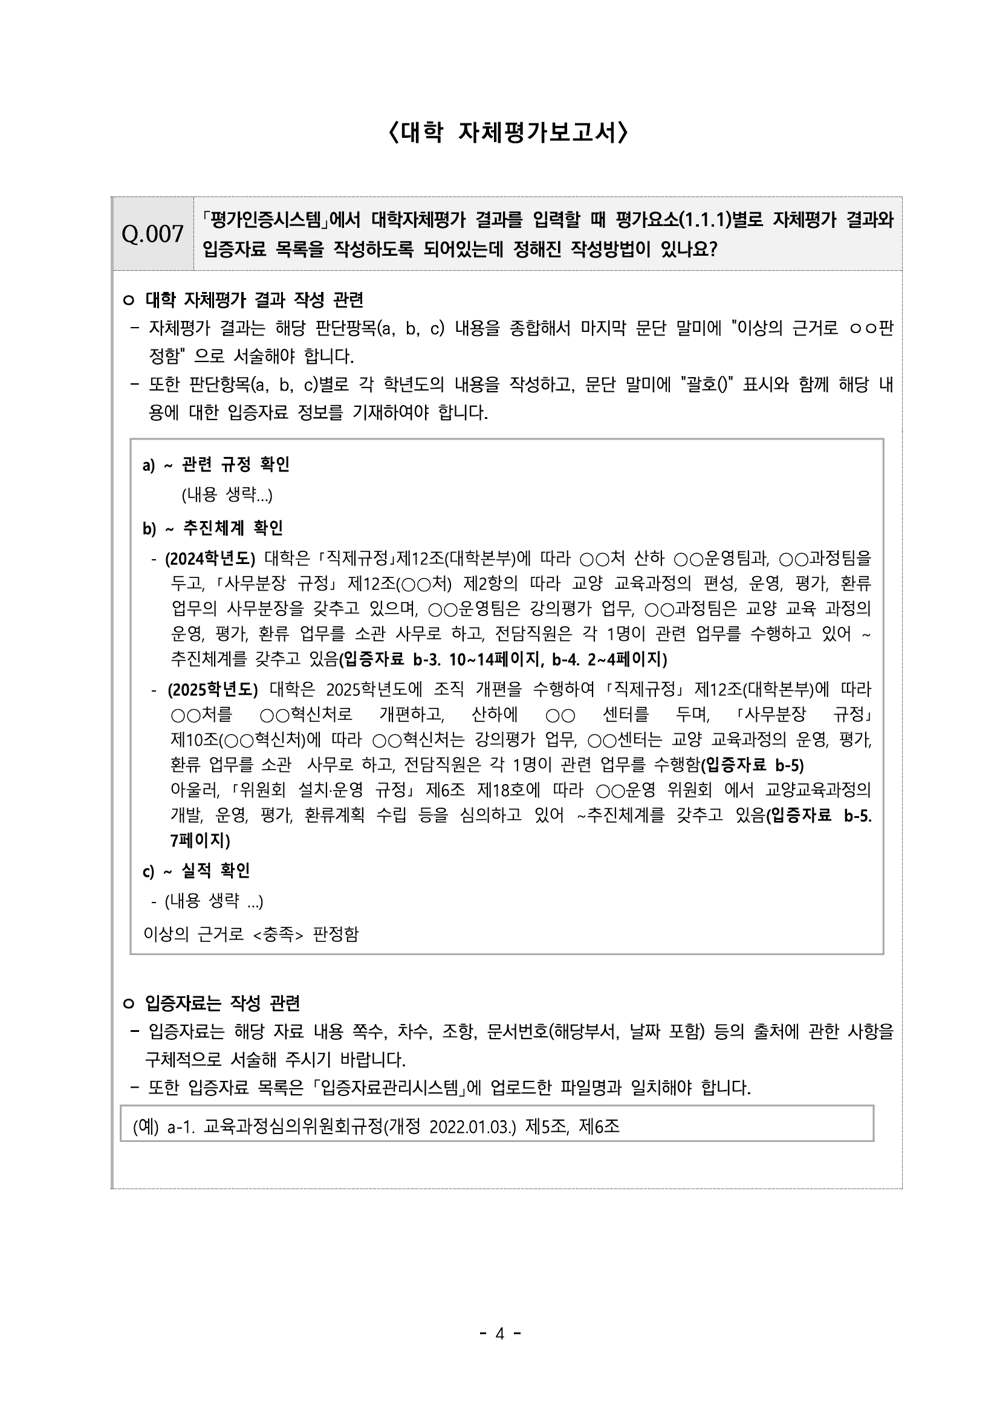 <대학 자체평가보고서>
Q.007
「평가인증시스템」에서 대학자체평가 결과를 입력할 때 평가요소(1.1.1)별로 자체평가 결과와
입증자료 목록을 작성하도록 되어있는데 정해진 작성방법이 있나요?
ㅇ 대학 자체평가 결과 작성 관련
- 자체평가 결과는 해당 판단팡목(a, b, c) 내용을 종합해서 마지막 문단 말미에 "이상의 근거로 ㅇㅇ판
정함" 으로 서술해야 합니다.
- 또한 판단항목(a, b, c)별로 각 학년도의 내용을 작성하고, 문단 말미에 "괄호()" 표시와 함께 해당 내
용에 대한 입증자료 정보를 기재하여야 합니다.
a) ~ 관련 규정 확인
(내용 생략...)
b) ~ 추진체계 확인
- (2024학년도) 대학은 「직제규정」제12조(대학본부)에 따라 ○○처 산하 ○○운영팀과, ○○과정팀을
두고, 「사무분장 규정」 제12조(○○처) 제2항의 따라 교양 교육과정의 편성, 운영, 평가, 환류
업무의 사무분장을 갖추고 있으며, ○○운영팀은 강의평가 업무, ○○과정팀은 교양 교육 과정의
운영, 평가, 환류 업무를 소관 사무로 하고, 전담직원은 각 1명이 관련 업무를 수행하고 있어 ~
추진체계를 갖추고 있음(입증자료 b-3. 10~14페이지, b-4. 2~4페이지)
- (2025학년도) 대학은 2025학년도에 조직 개편을 수행하여 「직제규정」 제12조(대학본부)에 따라
○○처를 ○○혁신처로 개편하고, 산하에 ○○ 센터를 두며, 「사무분장 규정」
제10조(○○혁신처)에 따라 ○○혁신처는 강의평가 업무, ○○센터는 교양 교육과정의 운영, 평가,
환류 업무를 소관 사무로 하고, 전담직원은 각 1명이 관련 업무를 수행함(입증자료 b-5)
아울러, 「위원회 설치·운영 규정」 제6조 제18호에 따라 ○○운영 위원회 에서 교양교육과정의
개발, 운영, 평가, 환류계획 수립 등을 심의하고 있어 ~추진체계를 갖추고 있음(입증자료 b-5.
7페이지)
c) ~ 실적 확인
- (내용 생략 ...)
이상의 근거로 <충족> 판정함
ㅇ 입증자료는 작성 관련
- 입증자료는 해당 자료 내용 쪽수, 차수, 조항, 문서번호(해당부서, 날짜 포함) 등의 출처에 관한 사항을
구체적으로 서술해 주시기 바랍니다.
- 또한 입증자료 목록은 「입증자료관리시스템」에 업로드한 파일명과 일치해야 합니다.
(예) a-1. 교육과정심의위원회규정(개정 2022.01.03.) 제5조, 제6조
- 4 -